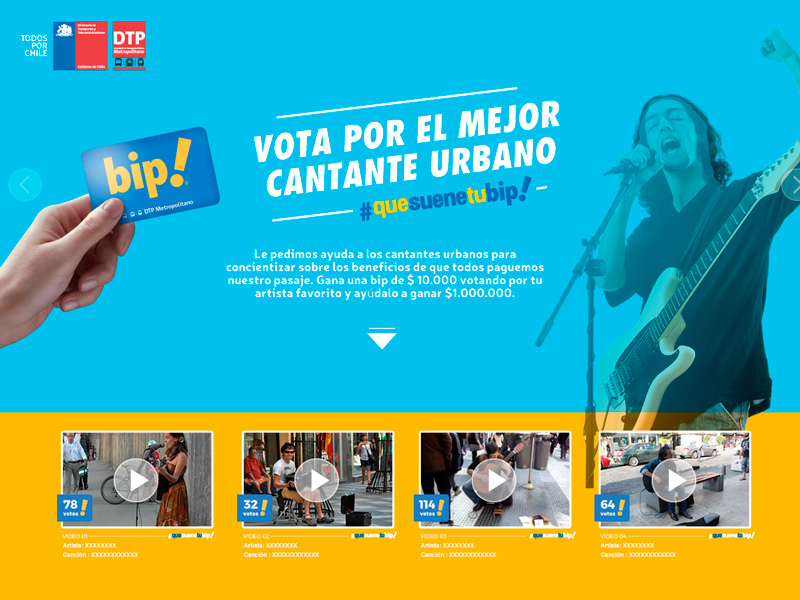 TODOS
POR
CHILE
Ministerio de
Transportes y
Telecomunicaciones
Gobierno de Chile
DTP
Metropolitano
bip!
DTP Metropolitano
VOTA POR EL MEJOR
CANTANTE URBANO
#quesuenetubip!
Le pedimos ayuda a los cantantes urbanos para
concientizar sobre los beneficios de que todos paguemos
nuestro pasaje. Gana una bip de $ 10.000 votando por tu
artista favorito y ayúdalo a ganar $1.000.000.
78
votos
32
votos
114
votos
64
votos
VIDEO 01
#quesuenetubip!
Artista: XXXXXXXX
Canción : XXXXXXXXXXXX
VIDEO 02
#quesuenetubip!
Artista: XXXXXXXX
Canción : XXXXXXXXXXXX
VIDEO 03
#quesuenetubip!
Artista: XXXXXXXX
Canción : XXXXXXXXXXXX
VIDEO 04
#quesuenetubip!
Artista: XXXXXXXX
Canción : XXXXXXXXXXXX